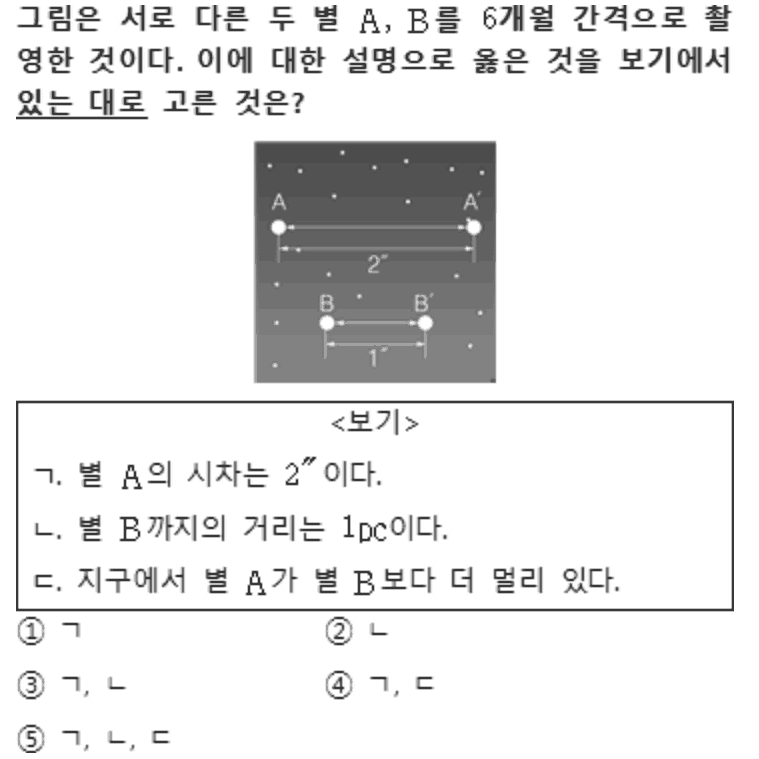 그림은 서로 다른 두 별 A, B를 6개월 간격으로 촬
영한 것이다. 이에 대한 설명으로 옳은 것을 보기에서
있는 대로 고른 것은?
A A´
2″
B B´
1″
<보기>
ㄱ. 별 A의 시차는 2″이다.
ㄴ. 별 B까지의 거리는 1pc이다.
ㄷ. 지구에서 별 A가 별 B보다 더 멀리 있다.
① ㄱ ② ㄴ
③ ㄱ, ㄴ ④ ㄱ, ㄷ
⑤ ㄱ, ㄴ, ㄷ